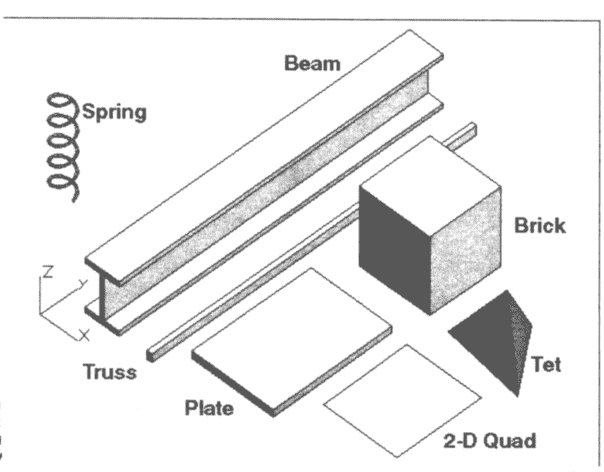 Beam
Spring
Brick
Z
Y
X
Truss
Tet
Plate
2-D Quad